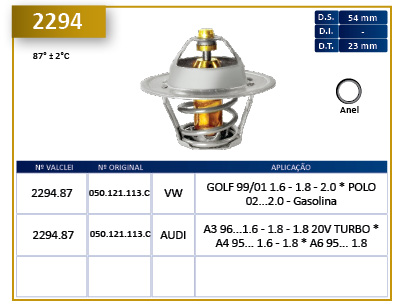 2294
87° ± 2°C
D.S. 54 mm
D.I. -
D.T. 23 mm
Anel
Nº VALCLEI Nº ORIGINAL APLICAÇÃO
2294.87 050.121.113.C VW GOLF 99/01 1.6 - 1.8 - 2.0 * POLO
02...2.0 - Gasolina
2294.87 050.121.113.C AUDI A3 96...1.6 - 1.8 - 1.8 20V TURBO *
A4 95... 1.6 - 1.8 * A6 95... 1.8